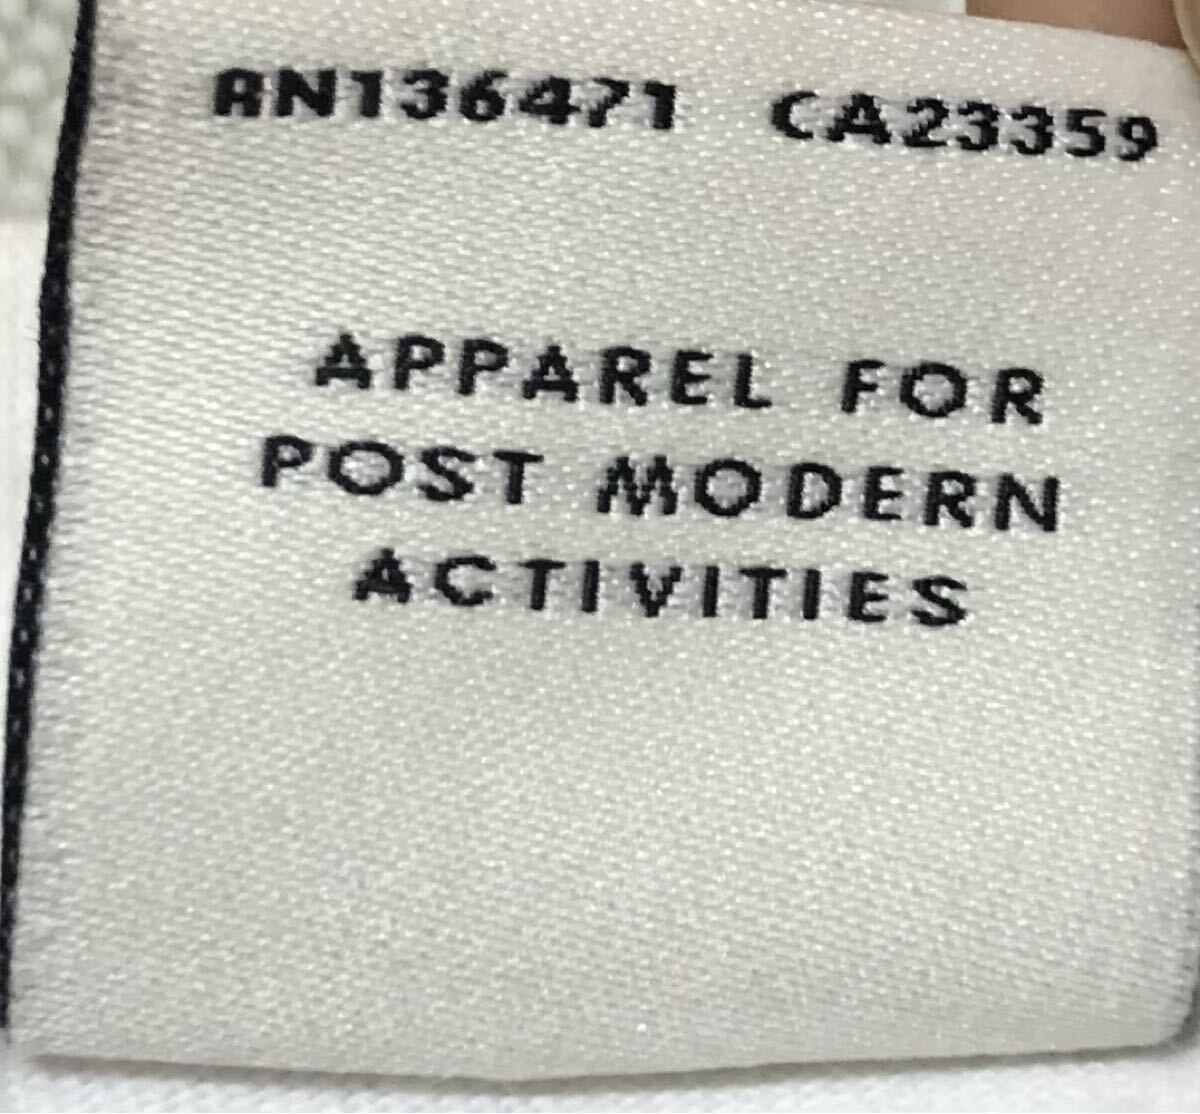 RN136471 CA23359
APPAREL FOR
POST MODERN
ACTIVITIES